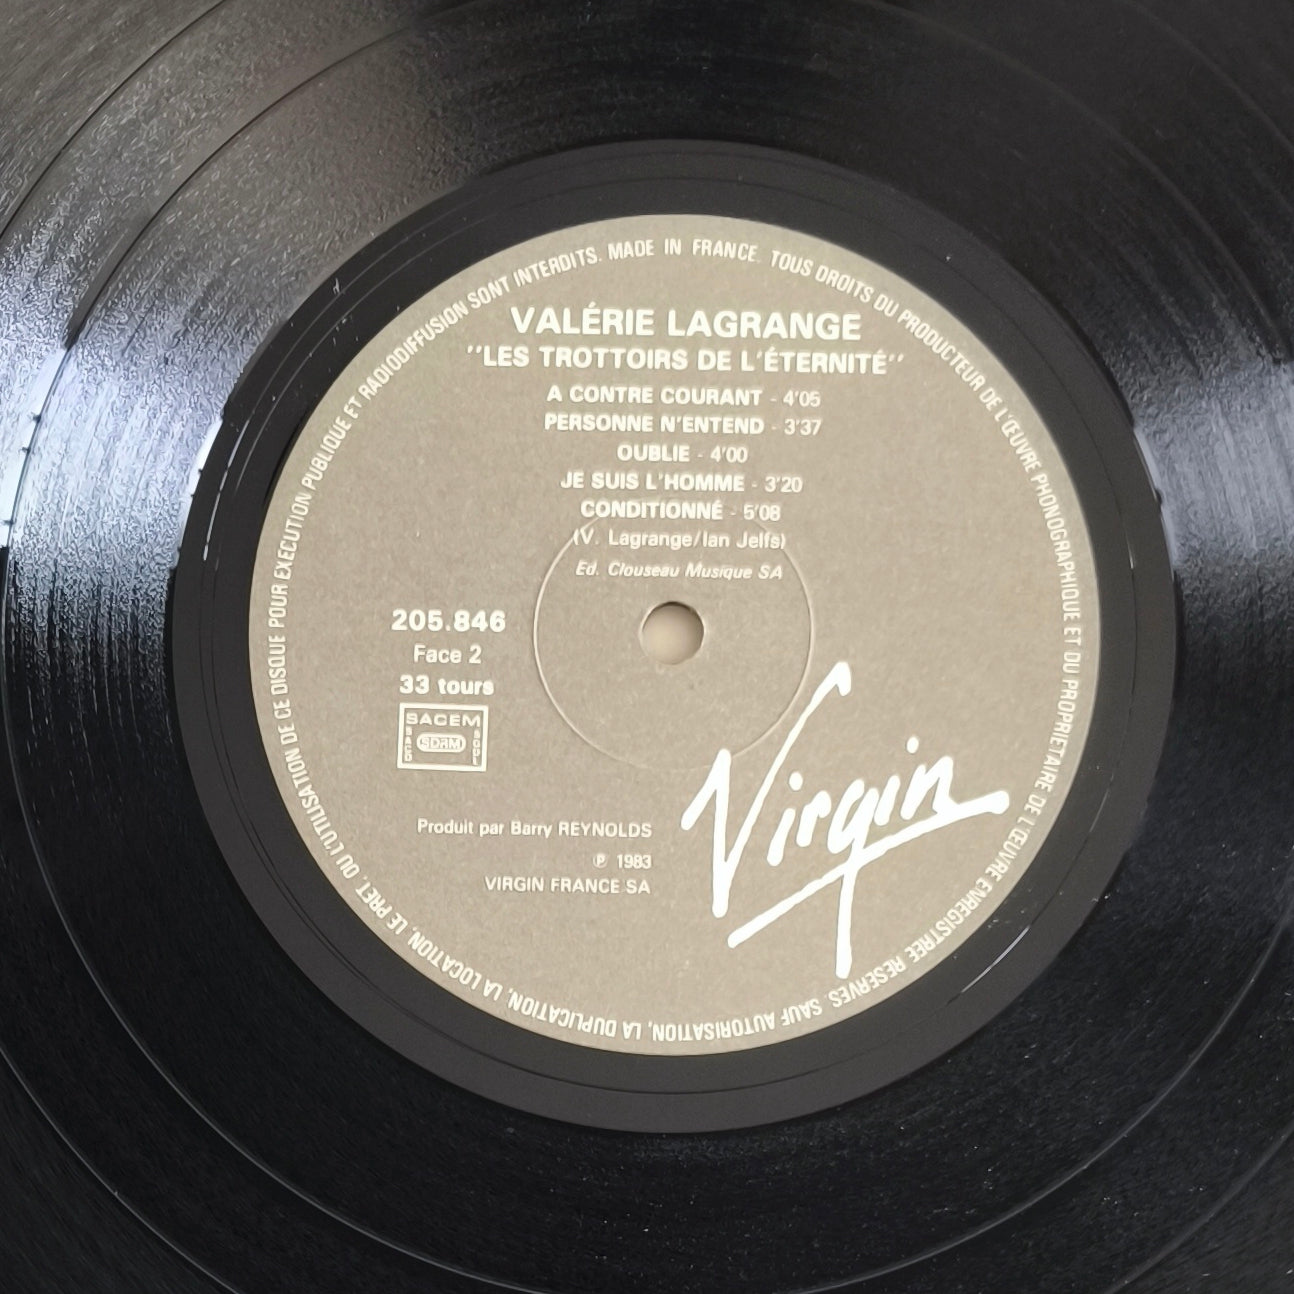 VALÉRIE LAGRANGE
"LES TROTTOIRS DE L'ÉTERNITÉ"
A CONTRE COURANT - 4'05
PERSONNE N'ENTEND - 3'37
OUBLIE - 4'00
JE SUIS L'HOMME - 3'20
CONDITIONNÉ - 5'08
(V. Lagrange/Ian Jelfs)
Ed. Clouseau Musique SA
205.846
Face 2
33 tours
SACEM
SACD SDRM SGDL
Produit par Barry REYNOLDS
℗ 1983
VIRGIN FRANCE SA
Virgin
TOUS DROITS DU PRODUCTEUR DE L'ŒUVRE PHONOGRAPHIQUE ET DU PROPRIETAIRE DE L'ŒUVRE ENREGISTREE RESERVES. SAUF AUTORISATION, LA DUPLICATION, LA LOCATION, LE PRET, OU L'UTILISATION DE CE DISQUE POUR EXECUTION PUBLIQUE ET RADIODIFFUSION SONT INTERDITS. MADE IN FRANCE.